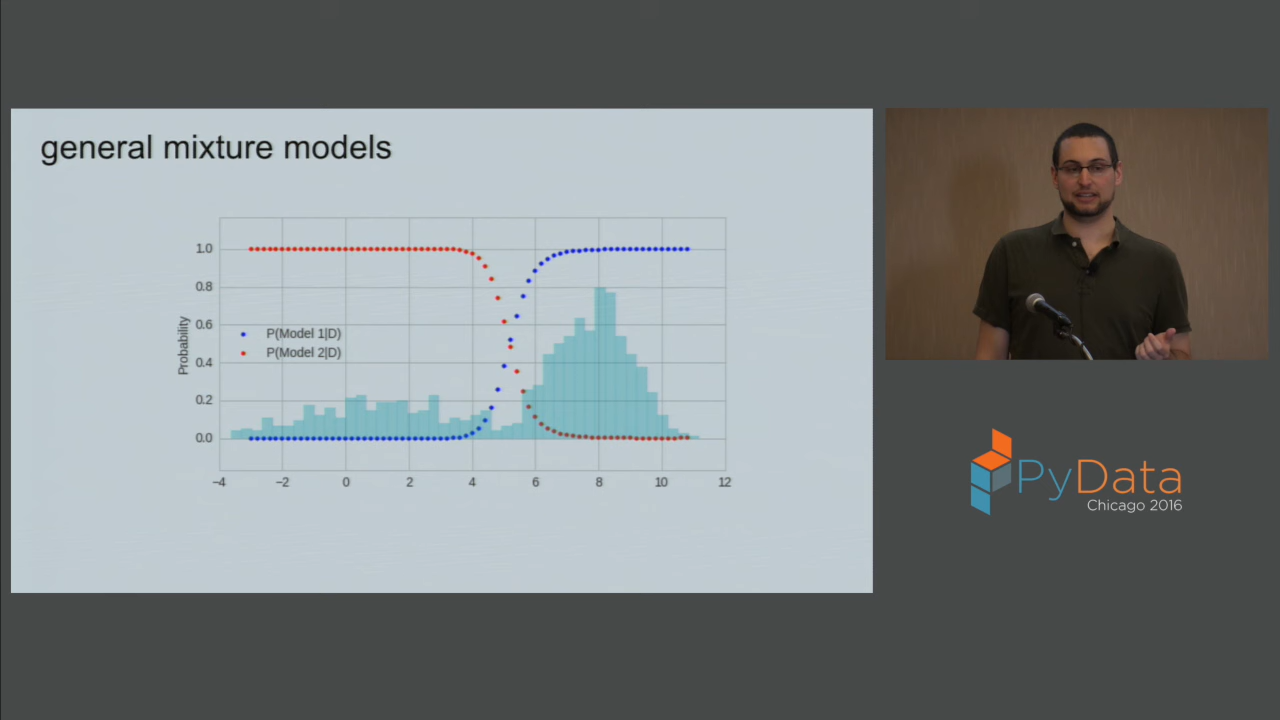 general mixture models
Probability
1.0
0.8
0.6
0.4
0.2
0.0
P(Model 1|D)
P(Model 2|D)
−4 −2 0 2 4 6 8 10 12
PyData
Chicago 2016